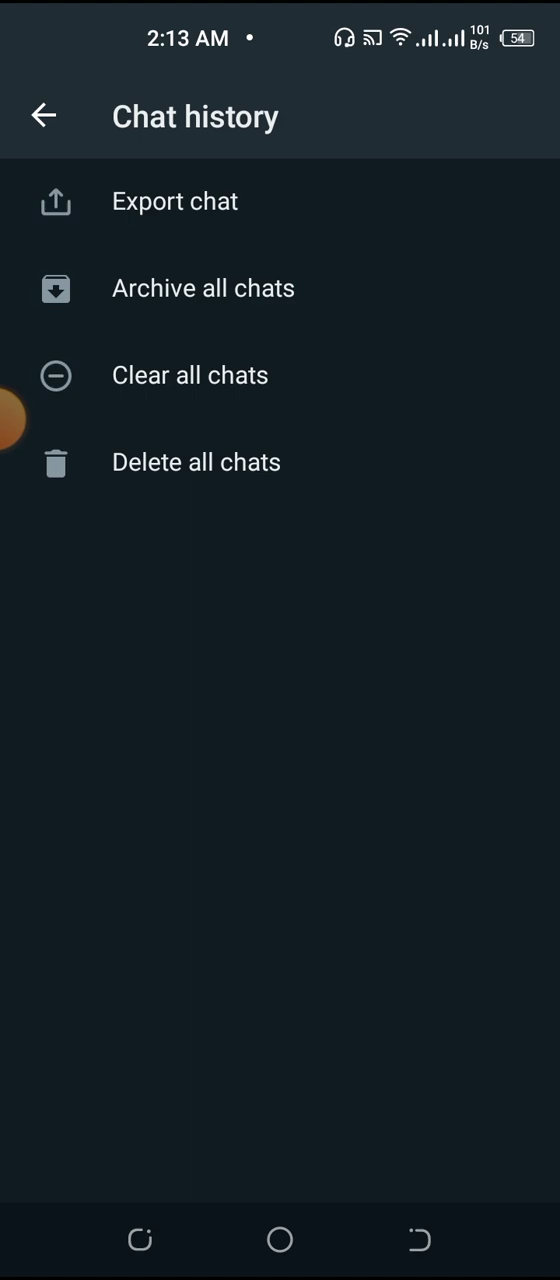 2:13 AM •
101
B/s
54
Chat history
Export chat
Archive all chats
Clear all chats
Delete all chats